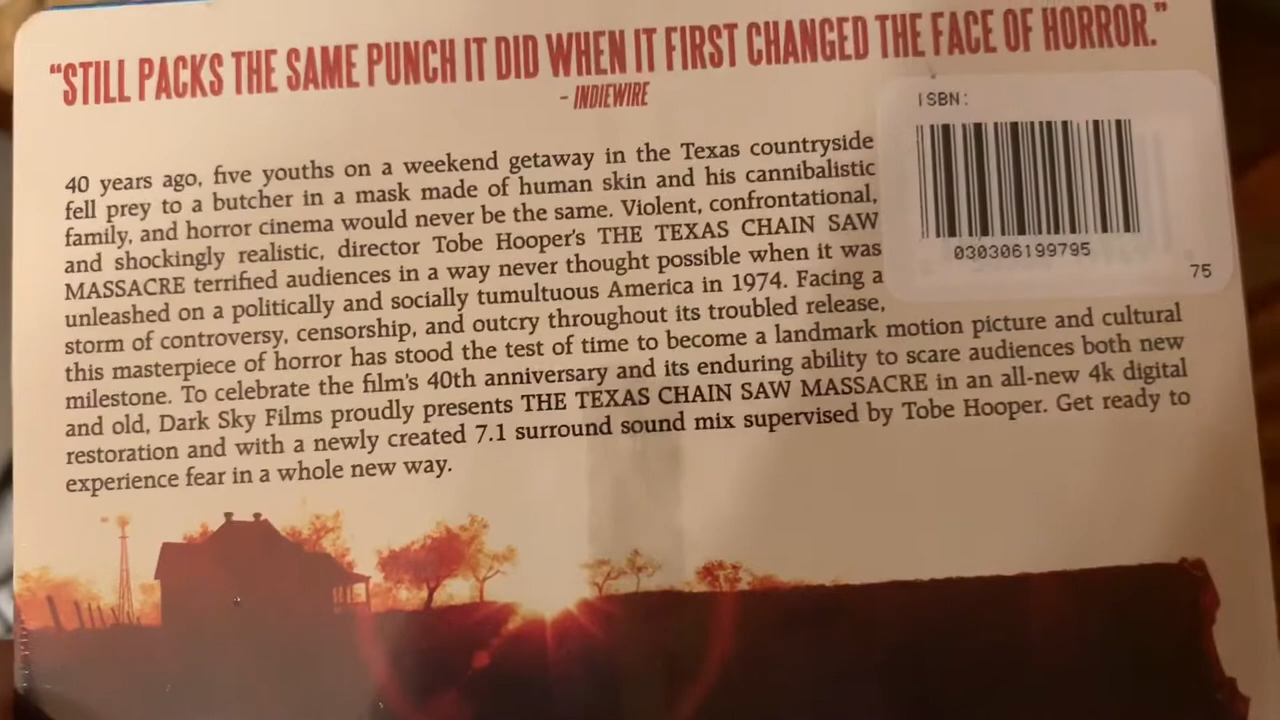 “STILL PACKS THE SAME PUNCH IT DID WHEN IT FIRST CHANGED THE FACE OF HORROR.”
- INDIEWIRE
ISBN:
030306199795
75
40 years ago, five youths on a weekend getaway in the Texas countryside
fell prey to a butcher in a mask made of human skin and his cannibalistic
family, and horror cinema would never be the same. Violent, confrontational,
and shockingly realistic, director Tobe Hooper's THE TEXAS CHAIN SAW
MASSACRE terrified audiences in a way never thought possible when it was
unleashed on a politically and socially tumultuous America in 1974. Facing a
storm of controversy, censorship, and outcry throughout its troubled release,
this masterpiece of horror has stood the test of time to become a landmark motion picture and cultural
milestone. To celebrate the film's 40th anniversary and its enduring ability to scare audiences both new
and old, Dark Sky Films proudly presents THE TEXAS CHAIN SAW MASSACRE in an all-new 4k digital
restoration and with a newly created 7.1 surround sound mix supervised by Tobe Hooper. Get ready to
experience fear in a whole new way.